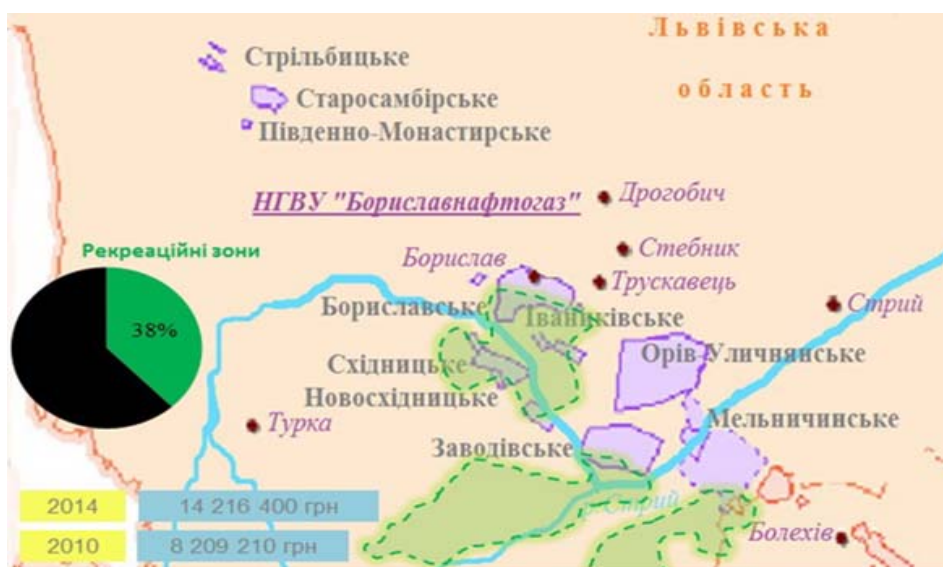 Львівська
область
Стрільбицьке
Старосамбірське
Південно-Монастирське
НГВУ "Бориславнафтогаз"
Дрогобич
Стебник
Рекреаційні зони
Борислав
Трускавець
Стрий
Бориславське
Іваниківське
38%
Східницьке
Орів-Уличнянське
Новосхідницьке
Турка
Мельничинське
Заводівське
2014
14 216 400 грн
р. Стрий
2010
8 209 210 грн
Болехів